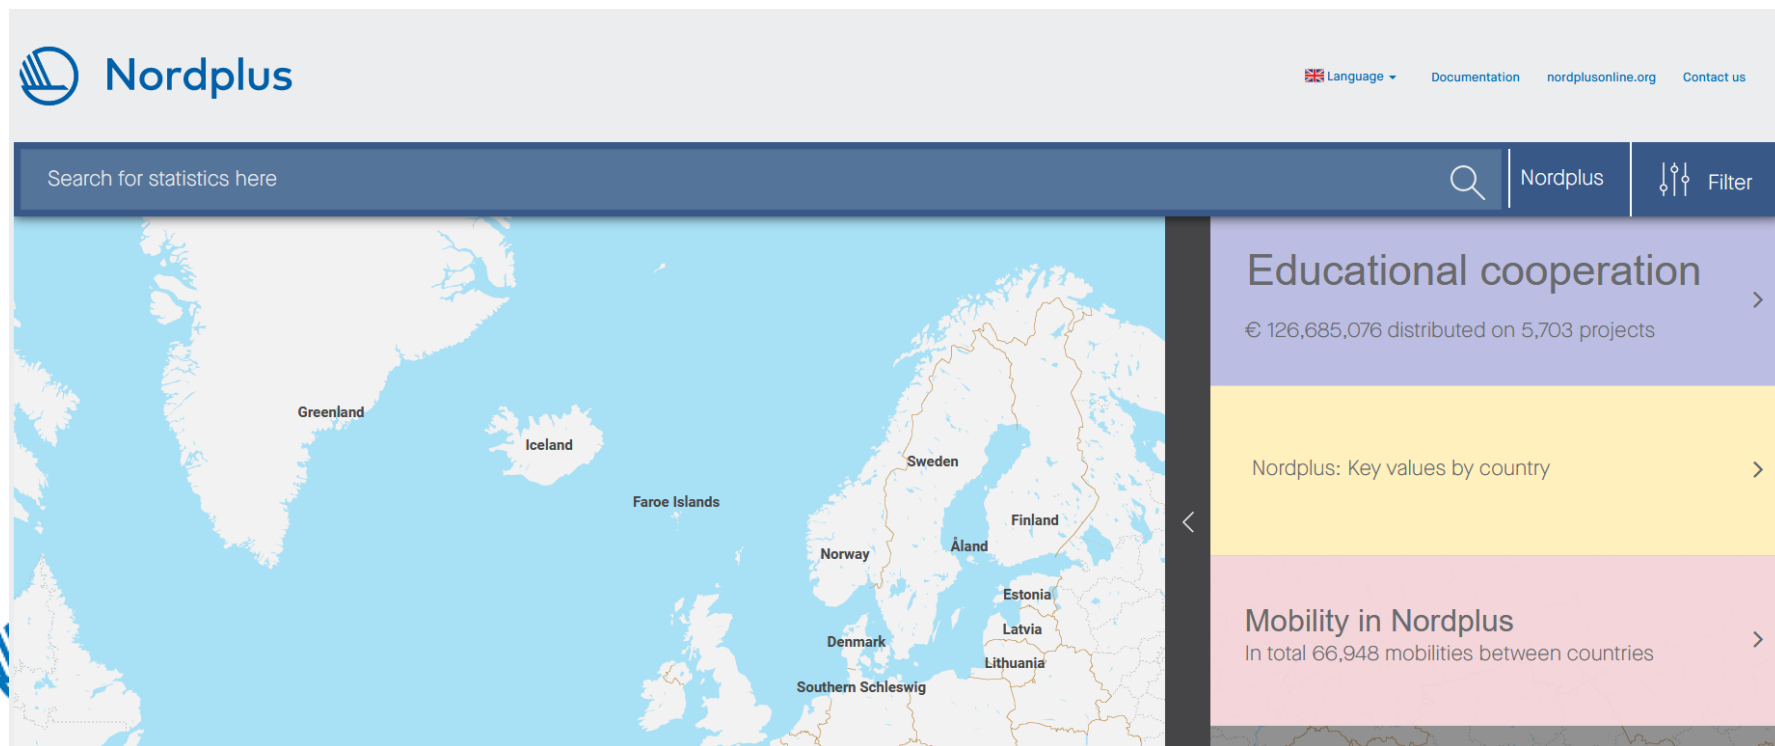 Nordplus
Language
Documentation
nordplusonline.org
Contact us
Search for statistics here
Nordplus
Filter
Educational cooperation
€ 126,685,076 distributed on 5,703 projects
Nordplus: Key values by country
Mobility in Nordplus
In total 66,948 mobilities between countries
Greenland
Iceland
Faroe Islands
Sweden
Finland
Åland
Norway
Estonia
Latvia
Denmark
Lithuania
Southern Schleswig